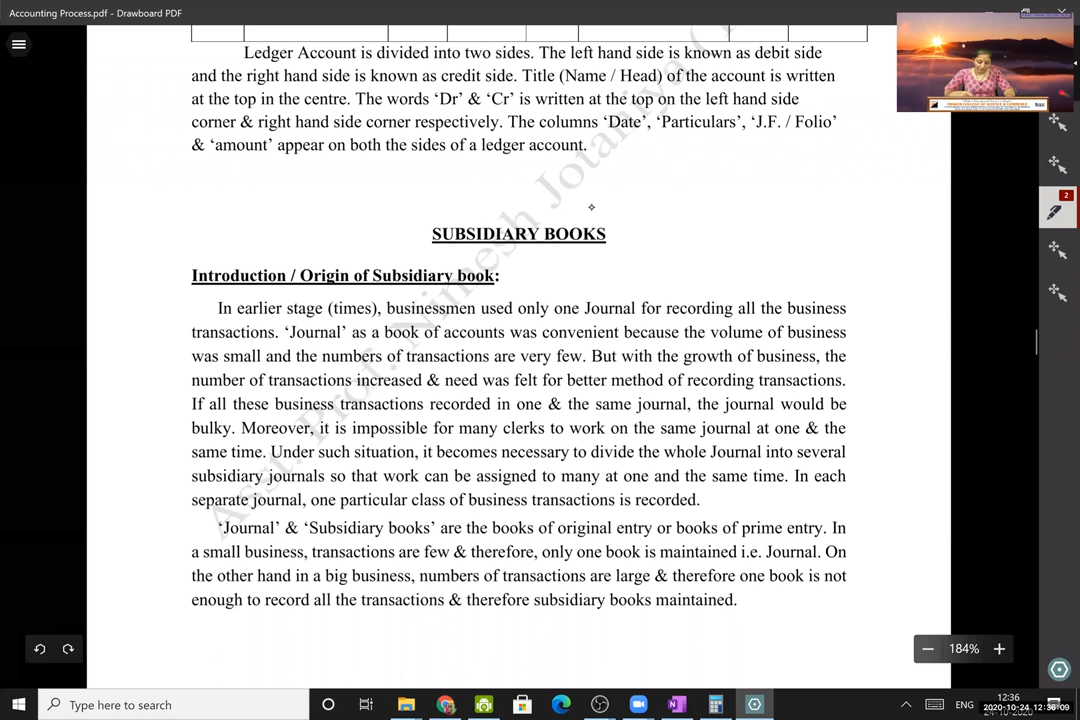 Accounting Process.pdf - Drawboard PDF
Ledger Account is divided into two sides. The left hand side is known as debit side
and the right hand side is known as credit side. Title (Name / Head) of the account is written
at the top in the centre. The words ‘Dr’ & ‘Cr’ is written at the top on the left hand side
corner & right hand side corner respectively. The columns ‘Date’, ‘Particulars’, ‘J.F. / Folio’
& ‘amount’ appear on both the sides of a ledger account.
2
SUBSIDIARY BOOKS
Introduction / Origin of Subsidiary book:
In earlier stage (times), businessmen used only one Journal for recording all the business
transactions. ‘Journal’ as a book of accounts was convenient because the volume of business
was small and the numbers of transactions are very few. But with the growth of business, the
number of transactions increased & need was felt for better method of recording transactions.
If all these business transactions recorded in one & the same journal, the journal would be
bulky. Moreover, it is impossible for many clerks to work on the same journal at one & the
same time. Under such situation, it becomes necessary to divide the whole Journal into several
subsidiary journals so that work can be assigned to many at one and the same time. In each
separate journal, one particular class of business transactions is recorded.
‘Journal’ & ‘Subsidiary books’ are the books of original entry or books of prime entry. In
a small business, transactions are few & therefore, only one book is maintained i.e. Journal. On
the other hand in a big business, numbers of transactions are large & therefore one book is not
enough to record all the transactions & therefore subsidiary books maintained.
Asst. Prof. Nimesh Jotaniya
184%
Type here to search
ENG
12:36
2020-10-24 12:36:09